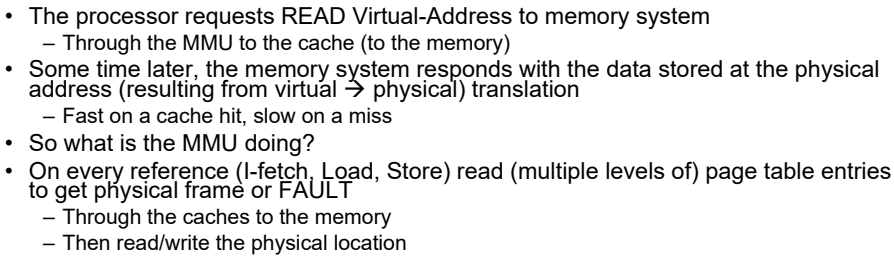 • The processor requests READ Virtual-Address to memory system
– Through the MMU to the cache (to the memory)
• Some time later, the memory system responds with the data stored at the physical
address (resulting from virtual → physical) translation
– Fast on a cache hit, slow on a miss
• So what is the MMU doing?
• On every reference (I-fetch, Load, Store) read (multiple levels of) page table entries
to get physical frame or FAULT
– Through the caches to the memory
– Then read/write the physical location